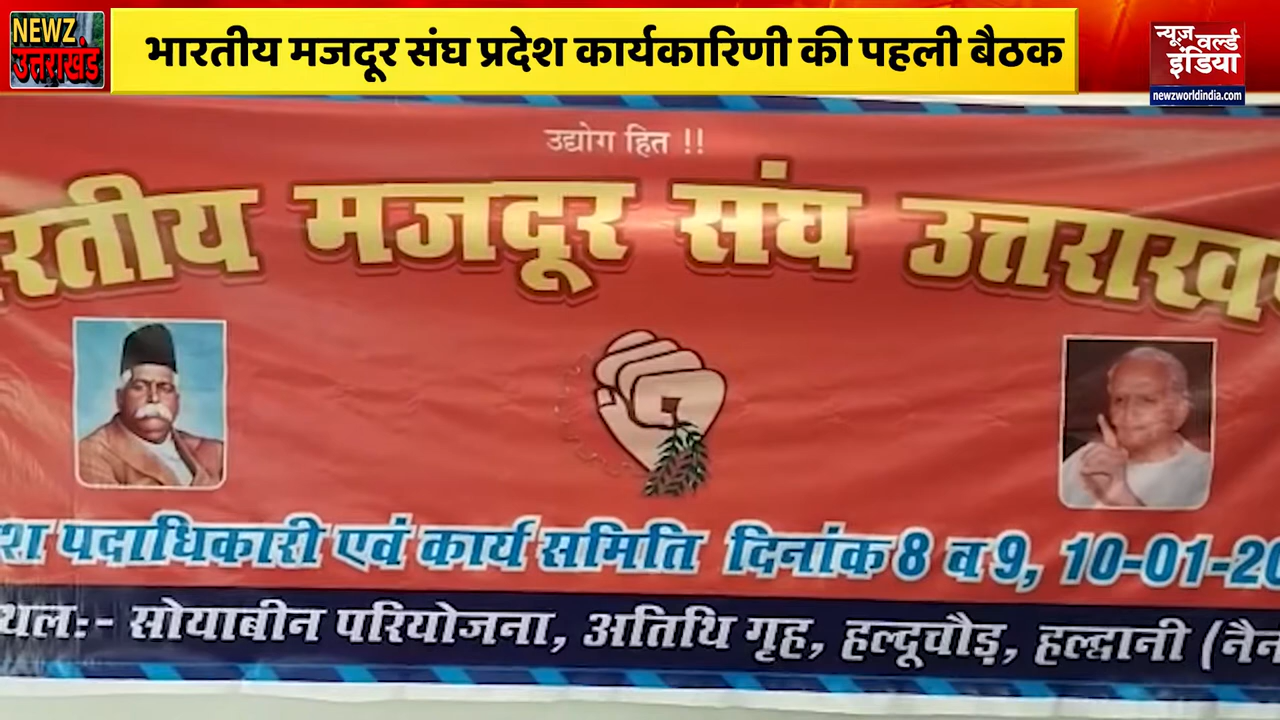 NEWZ
उत्तराखंड
भारतीय मजदूर संघ प्रदेश कार्यकारिणी की पहली बैठक
न्यूज़ वर्ल्ड
इंडिया
newzworldindia.com
उद्योग हित !!
रतीय मजदूर संघ उत्तराख
श पदाधिकारी एवं कार्य समिति दिनांक 8 व 9, 10-01-20
थल:- सोयाबीन परियोजना, अतिथि गृह, हल्दूचौड़, हल्द्वानी (नैन